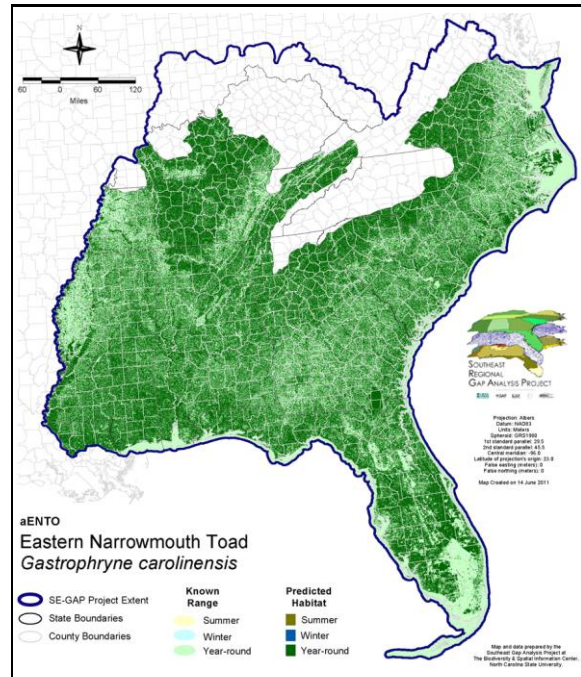 N
60 0 60 120
Miles
SOUTHEAST
REGIONAL
GAP ANALYSIS PROJECT
Projection: Albers
Datum: NAD83
Units: Meters
Spheroid: GRS1980
1st standard parallel: 29.5
2nd standard parallel: 45.5
Central meridian: -96.0
Latitude of projection's origin: 23.0
False easting (meters): 0
False northing (meters): 0
Map Created on 14 June 2011
aENTO
Eastern Narrowmouth Toad
Gastrophryne carolinensis
SE-GAP Project Extent
State Boundaries
County Boundaries
Known
Range
Summer
Winter
Year-round
Predicted
Habitat
Summer
Winter
Year-round
Map and data prepared by the
Southeast Gap Analysis Project at
The Biodiversity & Spatial Information Center,
North Carolina State University.